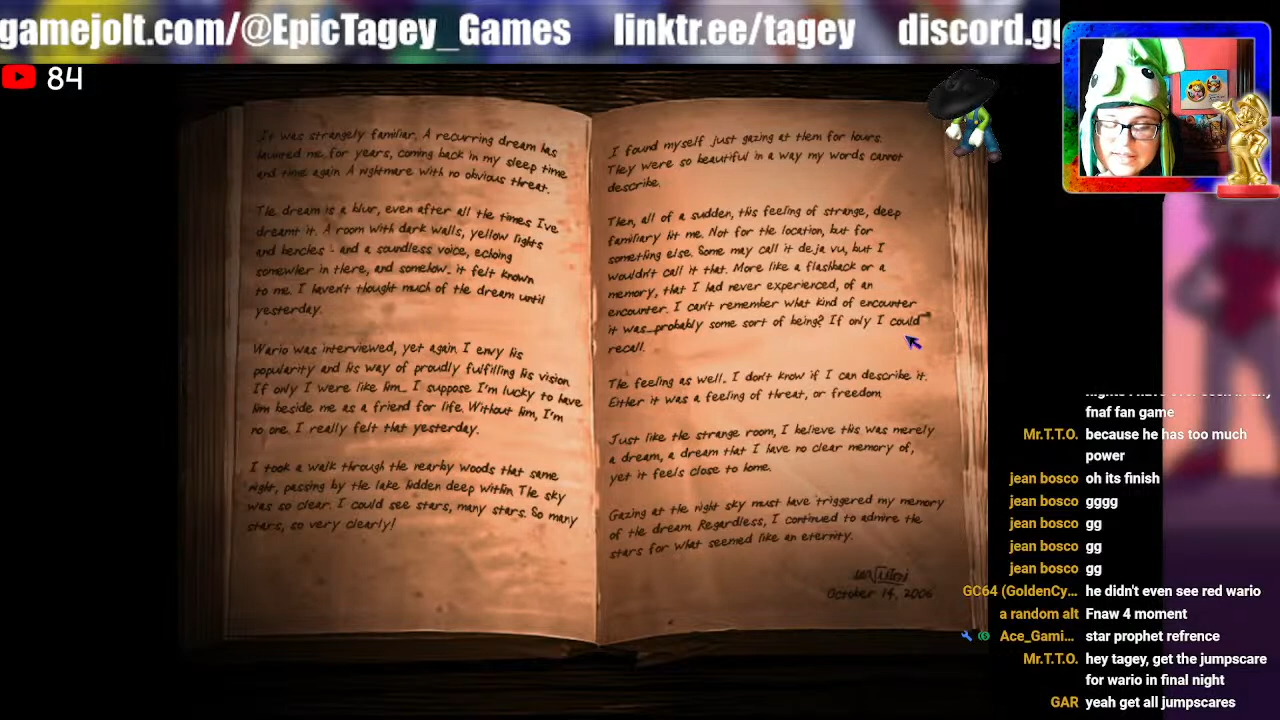 gamejolt.com/@EpicTagey_Games linktr.ee/tagey discord.gg
84
It was strangely familiar. A recurring dream has
haunted me for years, coming back in my sleep time
and time again. A nightmare with no obvious threat.
The dream is a blur, even after all the times I've
dreamt it. A room with dark walls, yellow lights
and benches - and a soundless voice, echoing
somewher in there, and somehow.. it felt known
to me. I haven't thought much of the dream until
yesterday.
Wario was interviewed, yet again. I envy his
popularity and his way of proudly fulfilling his vision.
If only I were like him.. I suppose I'm lucky to have
him beside me as a friend for life. Without him, I'm
no one. I really felt that yesterday.
I took a walk through the nearby woods that same
night, passing by the lake hidden deep within. The sky
was so clear. I could see stars, many stars. So many
stars, so very clearly!
I found myself just gazing at them for hours.
They were so beautiful in a way my words cannot
describe.
Then, all of a sudden, this feeling of strange, deep
familiary hit me. Not for the location, but for
something else. Some may call it deja vu, but I
wouldn't call it that. More like a flashback or a
memory, that I had never experienced, of an
encounter. I can't remember what kind of encounter
it was...probably some sort of being? If only I could
recall.
The feeling as well.. I don't know if I can describe it.
Either it was a feeling of threat, or freedom.
Just like the strange room, I believe this was merely
a dream, a dream that I have no clear memory of,
yet it feels close to home.
Gazing at the night sky must have triggered my memory
of the dream. Regardless, I continued to admire the
stars for what seemed like an eternity.
October 14, 2006
fnaf fan game
Mr.T.T.O. because he has too much
power
jean bosco oh its finish
jean bosco gggg
jean bosco gg
jean bosco gg
jean bosco gg
GC64 (GoldenCy... he didn't even see red wario
a random alt Fnaw 4 moment
Ace_Gami... star prophet refrence
Mr.T.T.O. hey tagey, get the jumpscare
for wario in final night
GAR yeah get all jumpscares